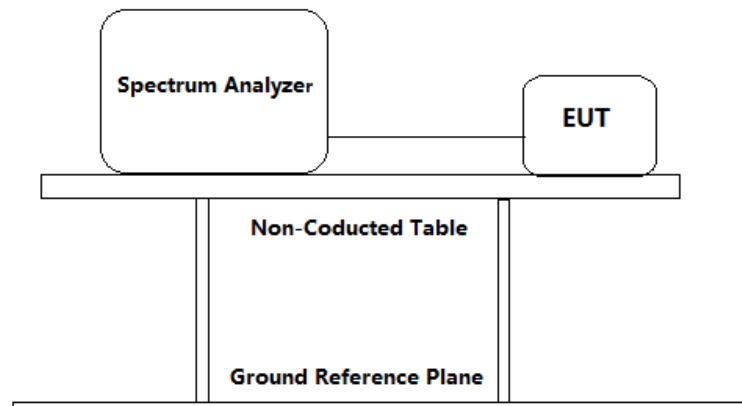 Spectrum Analyzer
EUT
Non-Coducted Table
Ground Reference Plane